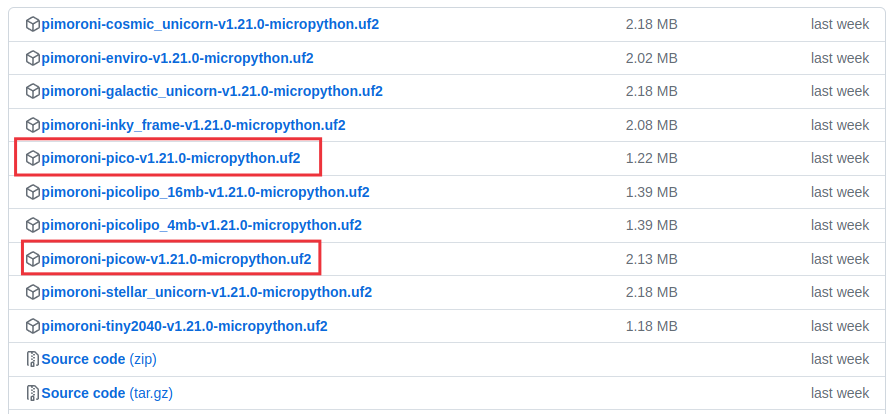 pimoroni-cosmic_unicorn-v1.21.0-micropython.uf2 2.18 MB last week
pimoroni-enviro-v1.21.0-micropython.uf2 2.02 MB last week
pimoroni-galactic_unicorn-v1.21.0-micropython.uf2 2.18 MB last week
pimoroni-inky_frame-v1.21.0-micropython.uf2 2.08 MB last week
pimoroni-pico-v1.21.0-micropython.uf2 1.22 MB last week
pimoroni-picolipo_16mb-v1.21.0-micropython.uf2 1.39 MB last week
pimoroni-picolipo_4mb-v1.21.0-micropython.uf2 1.39 MB last week
pimoroni-picow-v1.21.0-micropython.uf2 2.13 MB last week
pimoroni-stellar_unicorn-v1.21.0-micropython.uf2 2.18 MB last week
pimoroni-tiny2040-v1.21.0-micropython.uf2 1.18 MB last week
Source code (zip) last week
Source code (tar.gz) last week